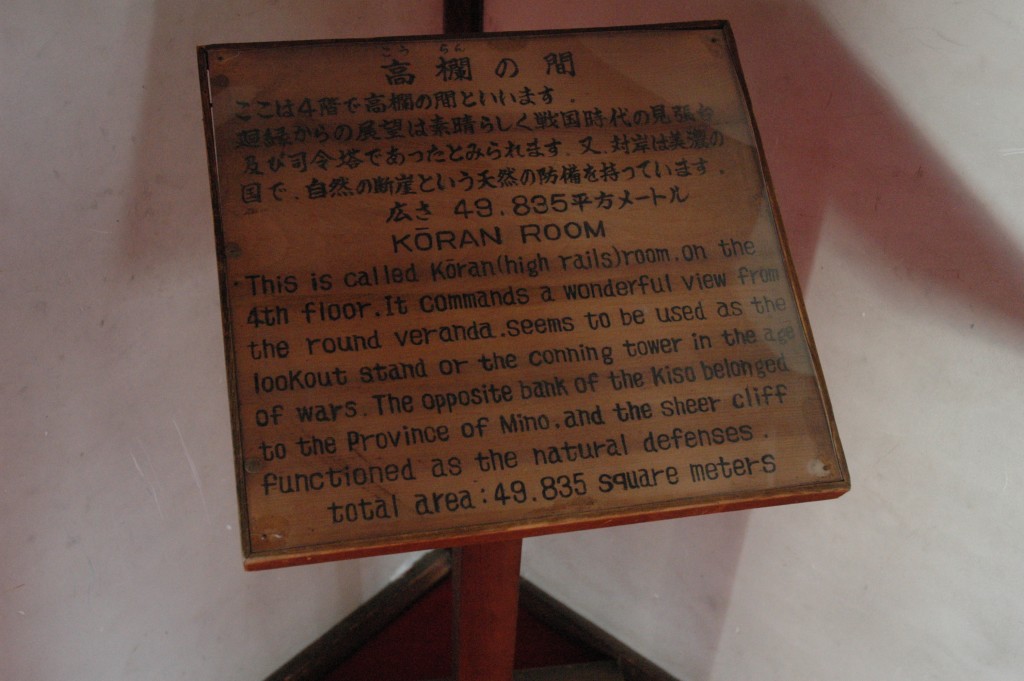 こう らん
高欄の間
ここは4階で高欄の間といいます.
廻縁からの展望は素晴らしく戦国時代の見張台
及び司令塔であったとみられます.又.対岸は美濃の
国で.自然の断崖という天然の防備を持っています.
広さ 49.835平方メートル
KŌRAN ROOM
This is called Kōran(high rails)room.on the
4th floor.It commands a wonderful view from
the round veranda.seems to be used as the
lookout stand or the conning tower in the age
of wars.The opposite bank of the Kiso belonged
to the Province of Mino.and the sheer cliff
functioned as the natural defenses.
total area:49.835 square meters